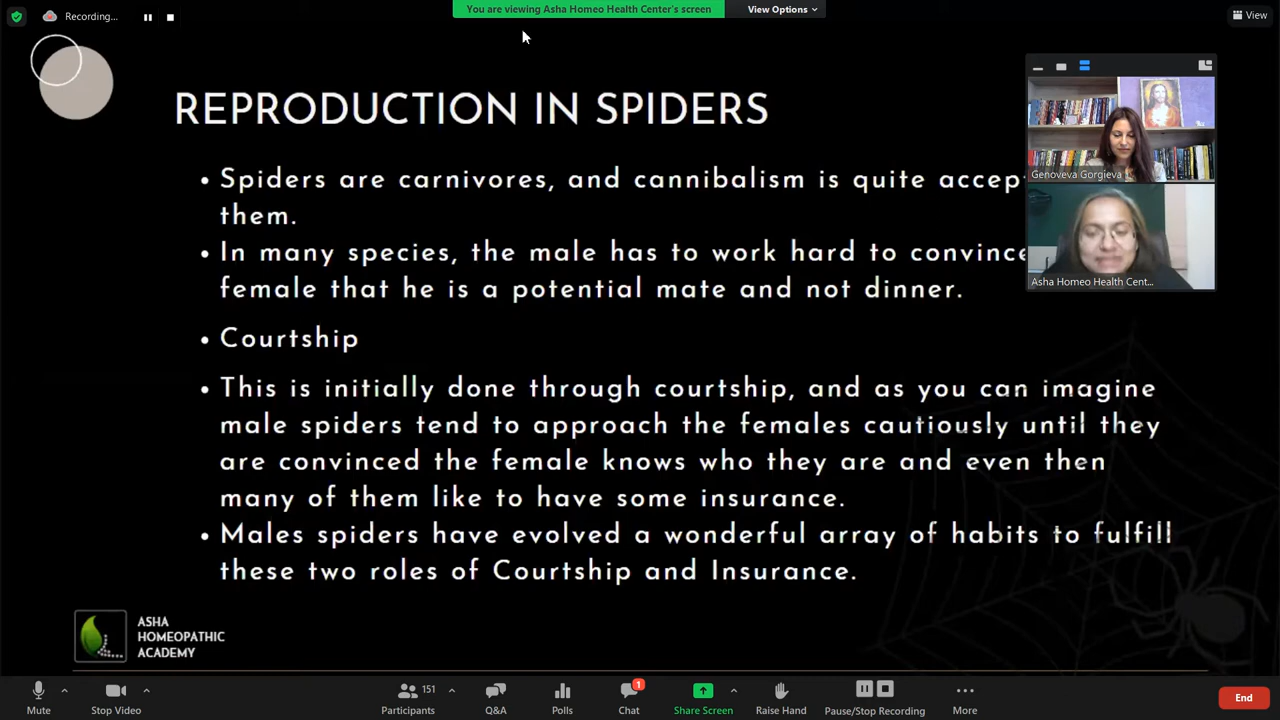 Recording...
You are viewing Asha Homeo Health Center's screen
View Options
View
REPRODUCTION IN SPIDERS
• Spiders are carnivores, and cannibalism is quite accep
them.
• In many species, the male has to work hard to convince
female that he is a potential mate and not dinner.
• Courtship
• This is initially done through courtship, and as you can imagine
male spiders tend to approach the females cautiously until they
are convinced the female knows who they are and even then
many of them like to have some insurance.
• Males spiders have evolved a wonderful array of habits to fulfill
these two roles of Courtship and Insurance.
Genoveva Gorgieva
Asha Homeo Health Cent...
ASHA
HOMEOPATHIC
ACADEMY
Mute
Stop Video
Participants
151
Q&A
Polls
Chat
1
Share Screen
Raise Hand
Pause/Stop Recording
More
End